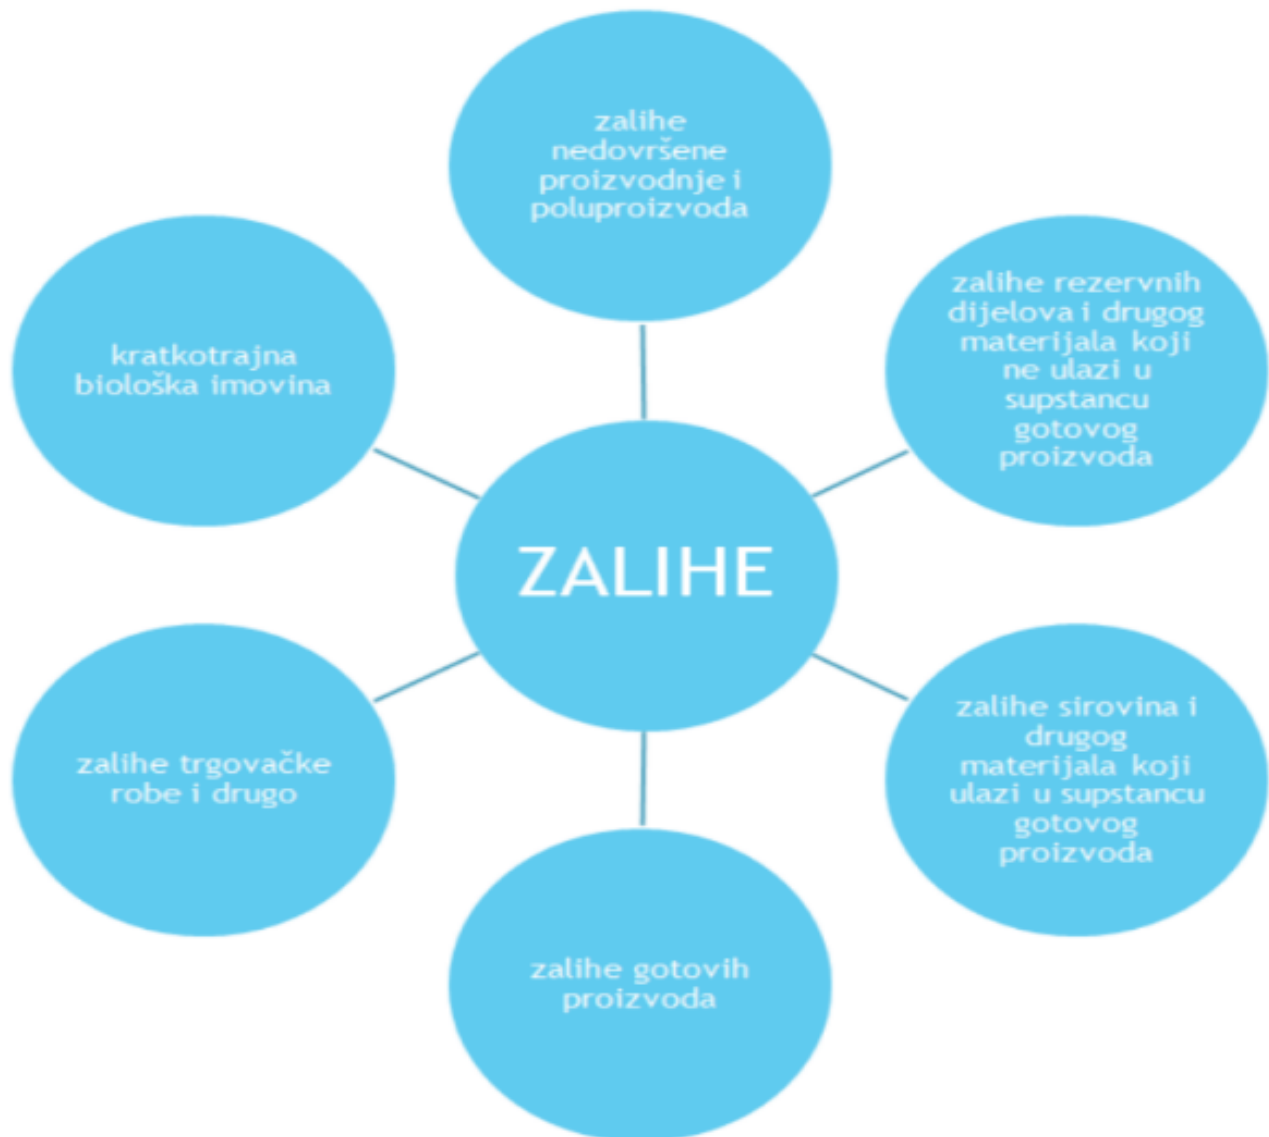 zalihe
nedovršene
proizvodnje i
poluproizvoda
zalihe rezervnih
dijelova i drugog
materijala koji
ne ulazi u
supstancu
gotovog
proizvoda
zalihe sirovina i
drugog
materijala koji
ulazi u supstancu
gotovog
proizvoda
zalihe gotovih
proizvoda
zalihe trgovačke
robe i drugo
kratkotrajna
biološka imovina
ZALIHE